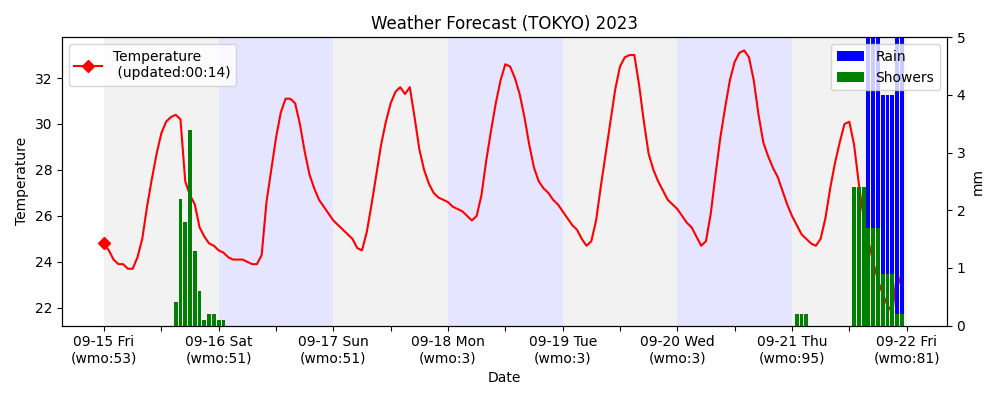 Weather Forecast (TOKYO) 2023
Temperature
(updated:00:14)
Rain
Showers
Temperature
32
30
28
26
24
22
5
4
3
2
1
0
mm
09-15 Fri
(wmo:53)
09-16 Sat
(wmo:51)
09-17 Sun
(wmo:51)
09-18 Mon
(wmo:3)
09-19 Tue
(wmo:3)
09-20 Wed
(wmo:3)
09-21 Thu
(wmo:95)
09-22 Fri
(wmo:81)
Date